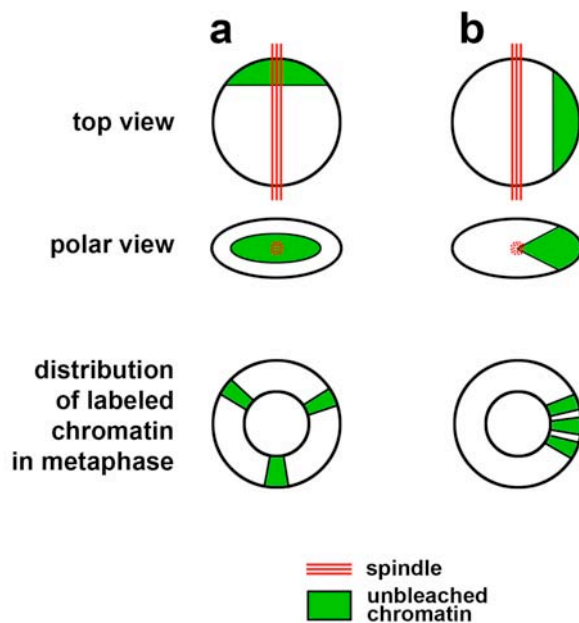 a b
top view
polar view
distribution
of labeled
chromatin
in metaphase
spindle
unbleached
chromatin